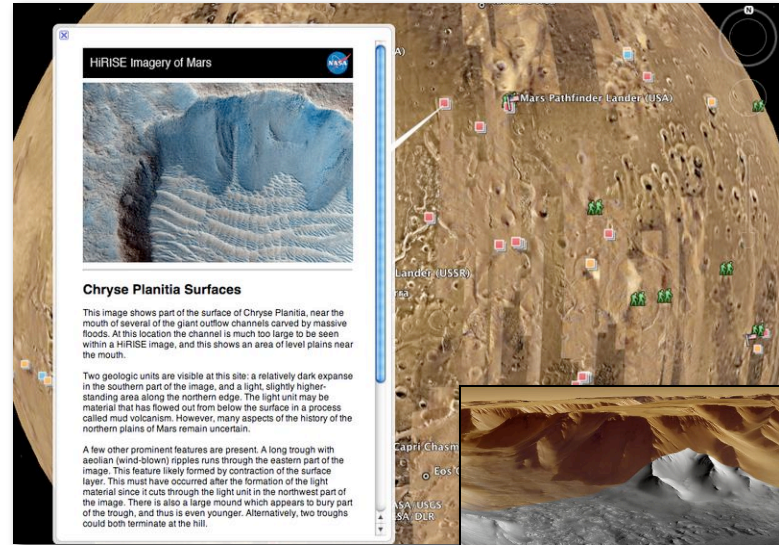 HiRISE Imagery of Mars
NASA
Chryse Planitia Surfaces
This image shows part of the surface of Chryse Planitia, near the
mouth of several of the giant outflow channels carved by massive
floods. At this location the channel is much too large to be seen
within a HiRISE image, and this shows an area of level plains near
the mouth.
Two geologic units are visible at this site: a relatively dark expanse
in the southern part of the image, and a light, slightly higher-
standing area along the northern edge. The light unit may be
material that has flowed out from below the surface in a process
called mud volcanism. However, many aspects of the history of the
northern plains of Mars remain uncertain.
A few other prominent features are present. A long trough with
aeolian (wind-blown) ripples runs through the eastern part of the
image. This feature likely formed by contraction of the surface
layer. This must have occurred after the formation of the light
material since it cuts through the light unit in the northwest part of
the image. There is also a large mound which appears to bury part
of the trough, and thus is even younger. Alternatively, two troughs
could both terminate at the hill.
N
A)
Mars Pathfinder Lander (USA)
Lander (USSR)
rra
Capri Chasm
Eos C
ASA/USGS
ESA/DLR